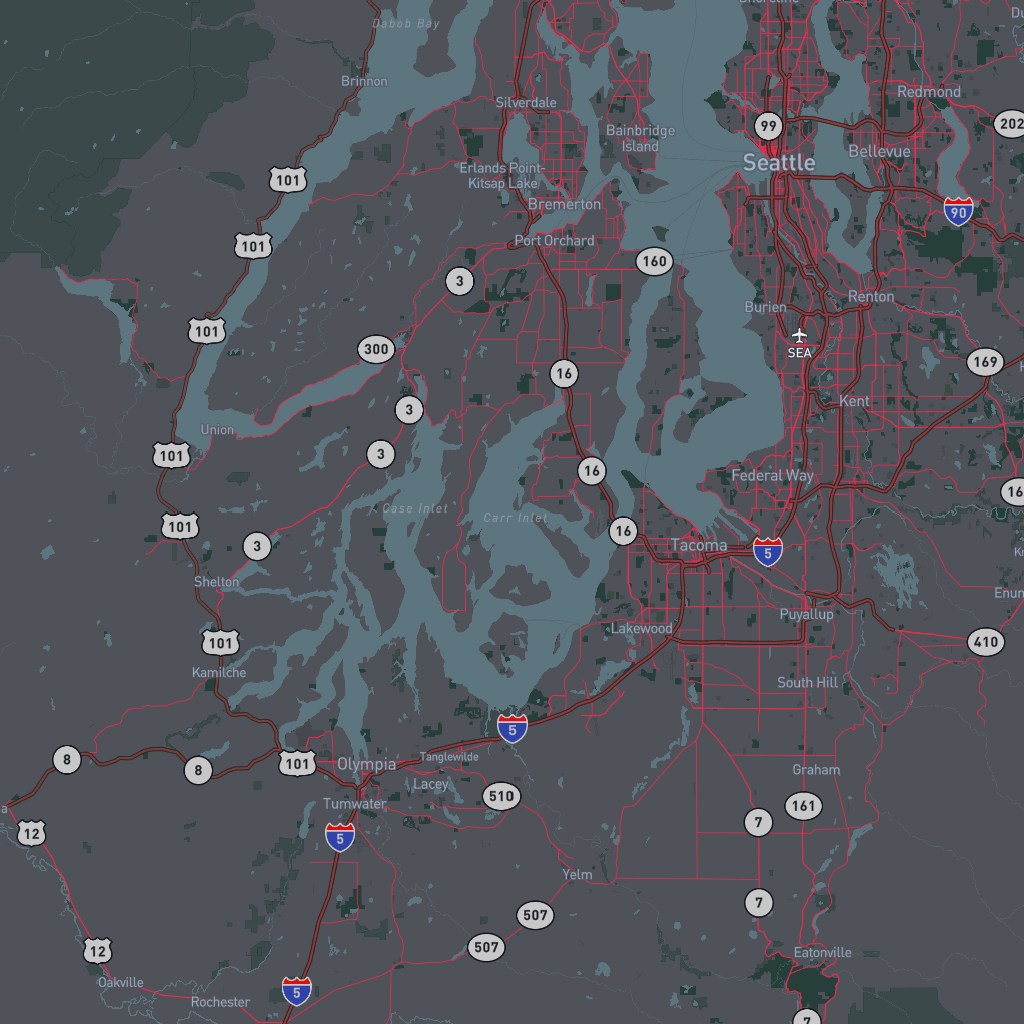 Shoreline
Dabob Bay
Brinnon
Silverdale
Redmond
202
99
Bainbridge
Island
Seattle
Bellevue
Erlands Point-
Kitsap Lake
101
Bremerton
90
101
Port Orchard
160
3
Burien
Renton
101
SEA
300
169
16
3
Kent
Union
101
3
16
Federal Way
16
Case Inlet
Carr Inlet
101
16
3
Tacoma
5
Shelton
Enum
Puyallup
Lakewood
101
410
Kamilche
South Hill
5
8
8
101
Olympia
Tanglewilde
Lacey
Graham
510
Tumwater
161
a
12
5
7
Yelm
7
507
507
12
Eatonville
Oakville
5
Rochester
7